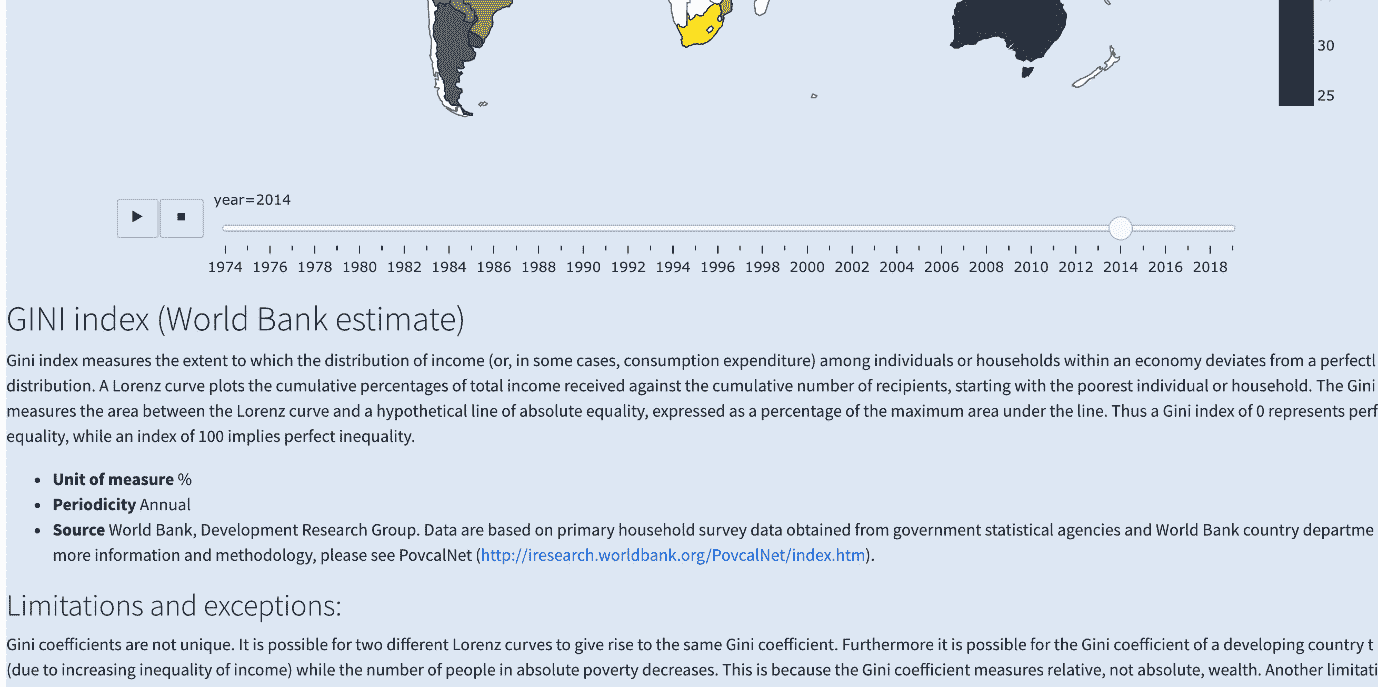 30
25
year=2014
1974 1976 1978 1980 1982 1984 1986 1988 1990 1992 1994 1996 1998 2000 2002 2004 2006 2008 2010 2012 2014 2016 2018
GINI index (World Bank estimate)
Gini index measures the extent to which the distribution of income (or, in some cases, consumption expenditure) among individuals or households within an economy deviates from a perfectl
distribution. A Lorenz curve plots the cumulative percentages of total income received against the cumulative number of recipients, starting with the poorest individual or household. The Gini
measures the area between the Lorenz curve and a hypothetical line of absolute equality, expressed as a percentage of the maximum area under the line. Thus a Gini index of 0 represents perf
equality, while an index of 100 implies perfect inequality.
• Unit of measure %
• Periodicity Annual
• Source World Bank, Development Research Group. Data are based on primary household survey data obtained from government statistical agencies and World Bank country departme
more information and methodology, please see PovcalNet (http://iresearch.worldbank.org/PovcalNet/index.htm).
Limitations and exceptions:
Gini coefficients are not unique. It is possible for two different Lorenz curves to give rise to the same Gini coefficient. Furthermore it is possible for the Gini coefficient of a developing country t
(due to increasing inequality of income) while the number of people in absolute poverty decreases. This is because the Gini coefficient measures relative, not absolute, wealth. Another limitati